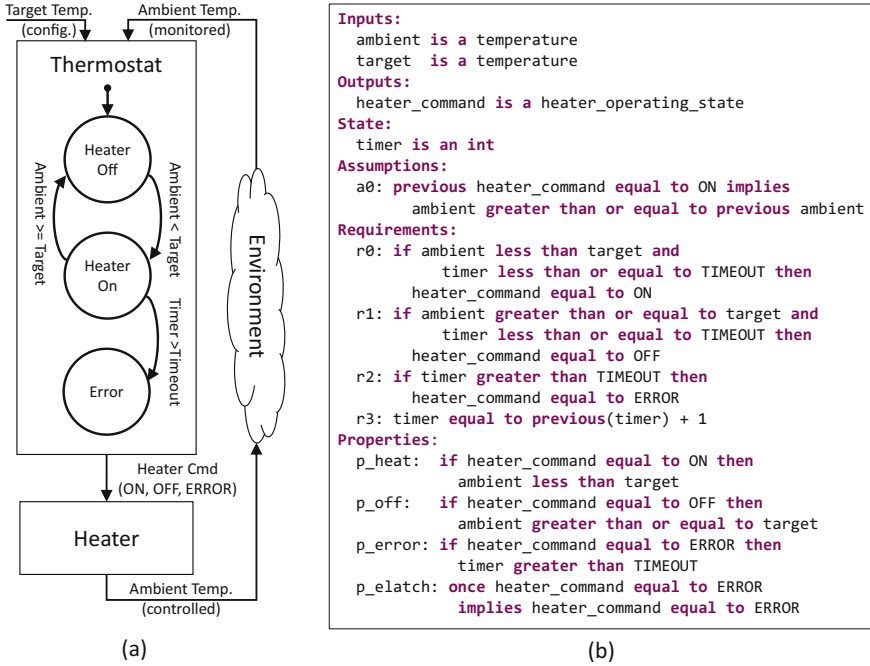 Target Temp.
(config.)
Ambient Temp.
(monitored)
Thermostat
Heater
Off
Ambient >= Target
Ambient < Target
Heater
On
Timer >Timeout
Error
Environment
Heater Cmd
(ON, OFF, ERROR)
Heater
Ambient Temp.
(controlled)
(a)
Inputs:
ambient is a temperature
target is a temperature
Outputs:
heater_command is a heater_operating_state
State:
timer is an int
Assumptions:
a0: previous heater_command equal to ON implies
ambient greater than or equal to previous ambient
Requirements:
r0: if ambient less than target and
timer less than or equal to TIMEOUT then
heater_command equal to ON
r1: if ambient greater than or equal to target and
timer less than or equal to TIMEOUT then
heater_command equal to OFF
r2: if timer greater than TIMEOUT then
heater_command equal to ERROR
r3: timer equal to previous(timer) + 1
Properties:
p_heat: if heater_command equal to ON then
ambient less than target
p_off: if heater_command equal to OFF then
ambient greater than or equal to target
p_error: if heater_command equal to ERROR then
timer greater than TIMEOUT
p_elatch: once heater_command equal to ERROR
implies heater_command equal to ERROR
(b)